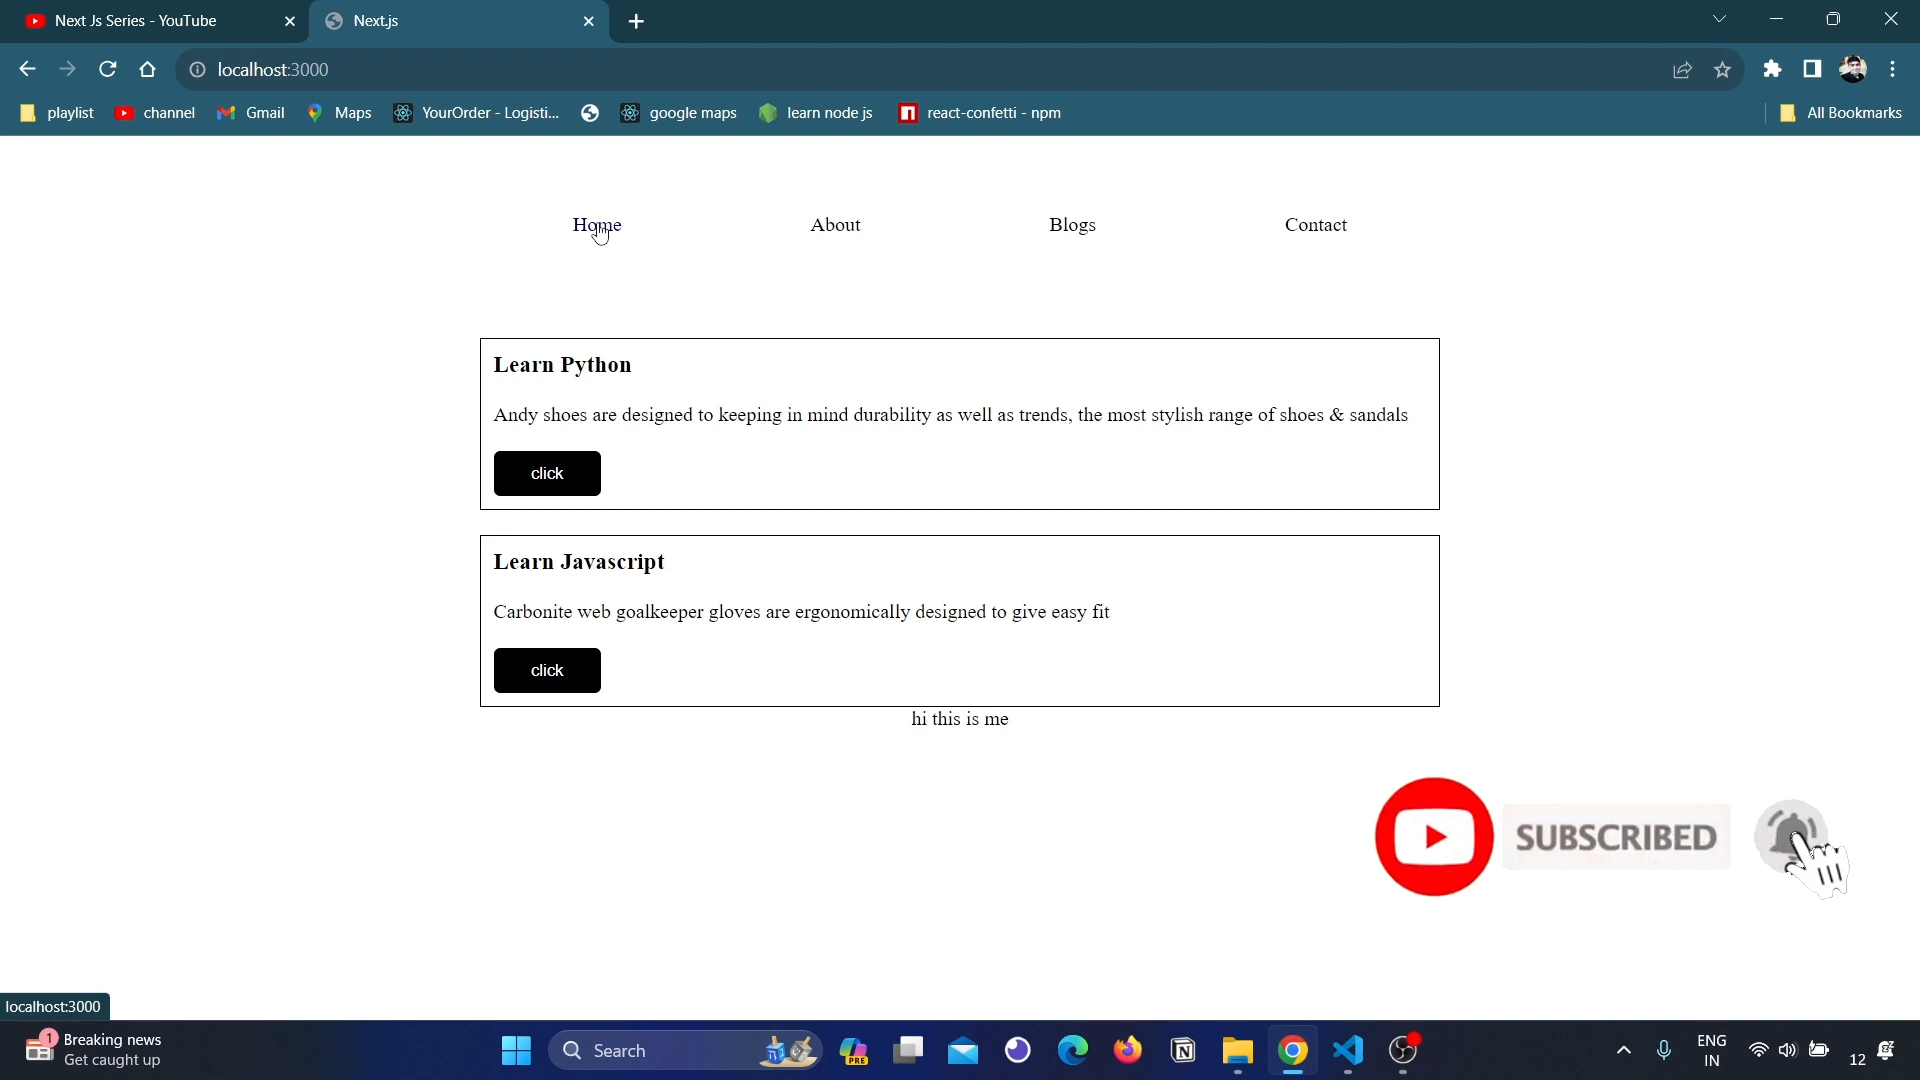 Next Js Series - YouTube
Next.js
localhost:3000
playlist
channel
Gmail
Maps
YourOrder - Logisti...
google maps
learn node js
react-confetti - npm
All Bookmarks
Home
About
Blogs
Contact
Learn Python
Andy shoes are designed to keeping in mind durability as well as trends, the most stylish range of shoes & sandals
click
Learn Javascript
Carbonite web goalkeeper gloves are ergonomically designed to give easy fit
click
hi this is me
SUBSCRIBED
localhost:3000
1
Breaking news
Get caught up
Search
PRE
ENG
IN
12